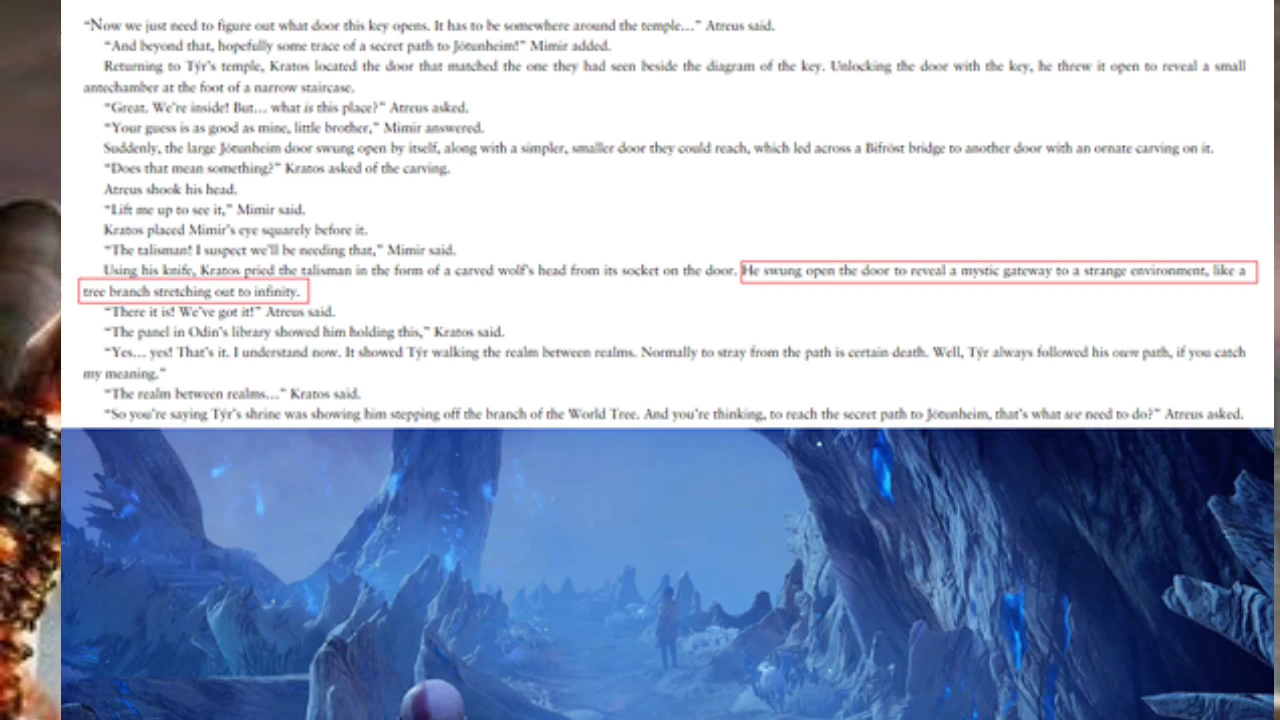 “Now we just need to figure out what door this key opens. It has to be somewhere around the temple…” Atreus said.
“And beyond that, hopefully some trace of a secret path to Jötunheim!” Mimir added.
Returning to Týr’s temple, Kratos located the door that matched the one they had seen beside the diagram of the key. Unlocking the door with the key, he threw it open to reveal a small
antechamber at the foot of a narrow staircase.
“Great. We’re inside! But… what is this place?” Atreus asked.
“Your guess is as good as mine, little brother,” Mimir answered.
Suddenly, the large Jötunheim door swung open by itself, along with a simpler, smaller door they could reach, which led across a Bifröst bridge to another door with an ornate carving on it.
“Does that mean something?” Kratos asked of the carving.
Atreus shook his head.
“Lift me up to see it,” Mimir said.
Kratos placed Mimir’s eye squarely before it.
“The talisman! I suspect we’ll be needing that,” Mimir said.
Using his knife, Kratos pried the talisman in the form of a carved wolf’s head from its socket on the door. He swung open the door to reveal a mystic gateway to a strange environment, like a
tree branch stretching out to infinity.
“There it is! We’ve got it!” Atreus said.
“The panel in Odin’s library showed him holding this,” Kratos said.
“Yes… yes! That’s it. I understand now. It showed Týr walking the realm between realms. Normally to stray from the path is certain death. Well, Týr always followed his own path, if you catch
my meaning.”
“The realm between realms…” Kratos said.
“So you’re saying Týr’s shrine was showing him stepping off the branch of the World Tree. And you’re thinking, to reach the secret path to Jötunheim, that’s what we need to do?” Atreus asked.